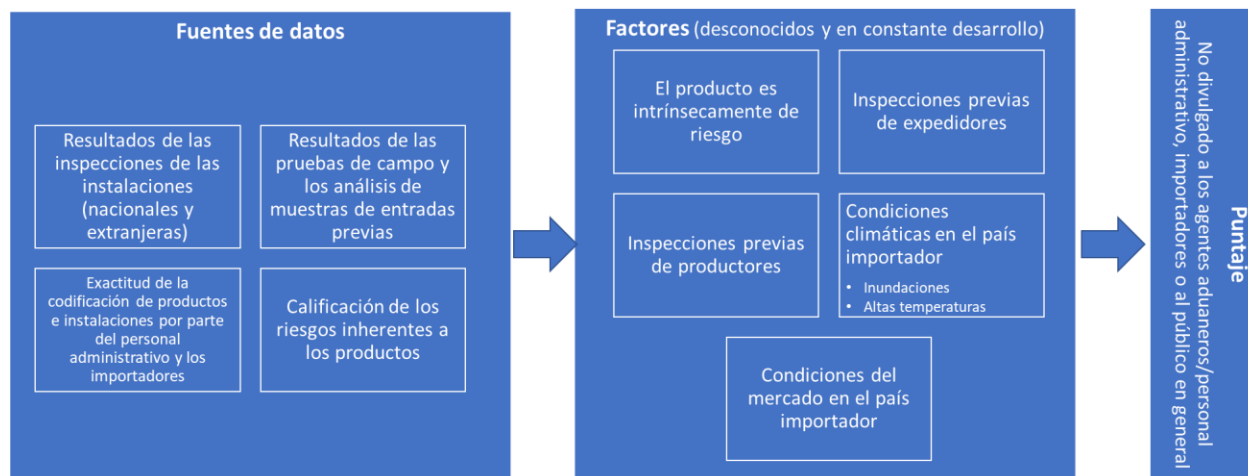 Fuentes de datos
Resultados de las
inspecciones de las
instalaciones
(nacionales y
extranjeras)
Resultados de las
pruebas de campo y
los análisis de
muestras de entradas
previas
Exactitud de la
codificación de productos
e instalaciones por parte
del personal
administrativo y los
importadores
Calificación de los
riesgos inherentes a
los productos
Factores (desconocidos y en constante desarrollo)
El producto es
intrínsecamente de
riesgo
Inspecciones previas
de expedidores
Inspecciones previas
de productores
Condiciones
climáticas en el país
importador
• Inundaciones
• Altas temperaturas
Condiciones del
mercado en el país
importador
Puntaje
No divulgado a los agentes aduaneros/personal
administrativo, importadores o al público en general